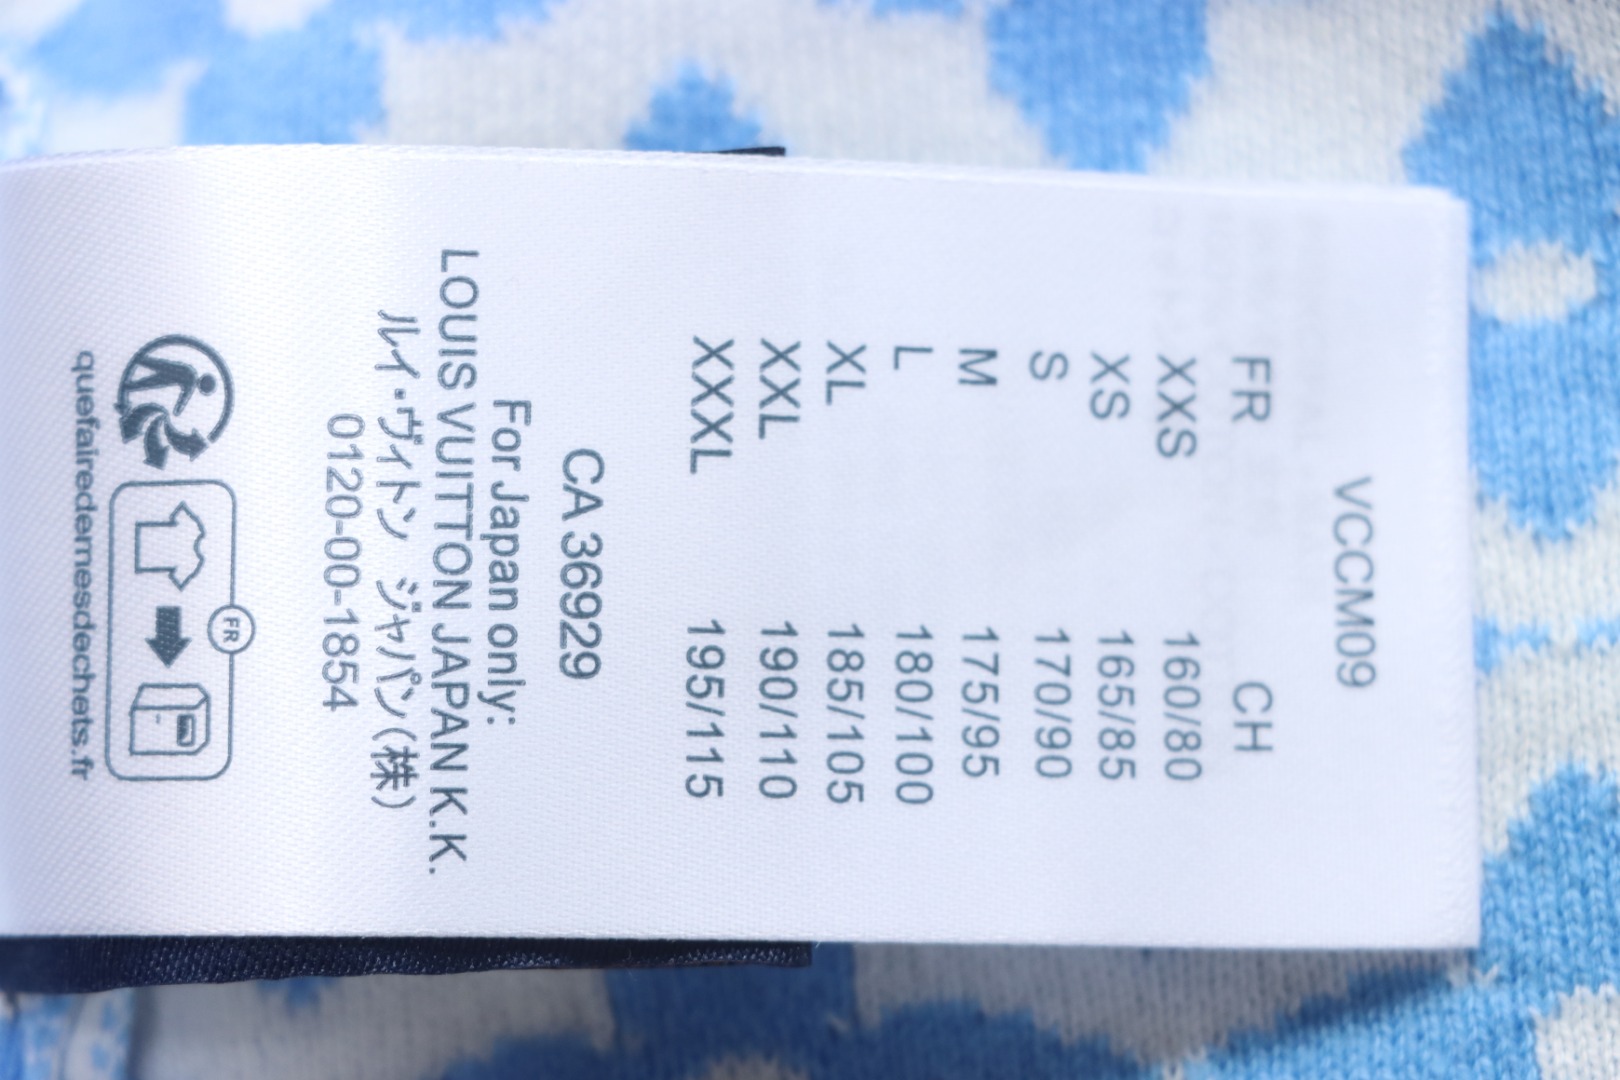 VCCM09
FR CH
XXS 160/80
XS 165/85
S 170/90
M 175/95
L 180/100
XL 185/105
XXL 190/110
XXXL 195/115
CA 36929
For Japan only:
LOUIS VUITTON JAPAN K.K.
ルイ・ヴィトン ジャパン(株)
0120-00-1854
FR
quefairedemesdechets.fr